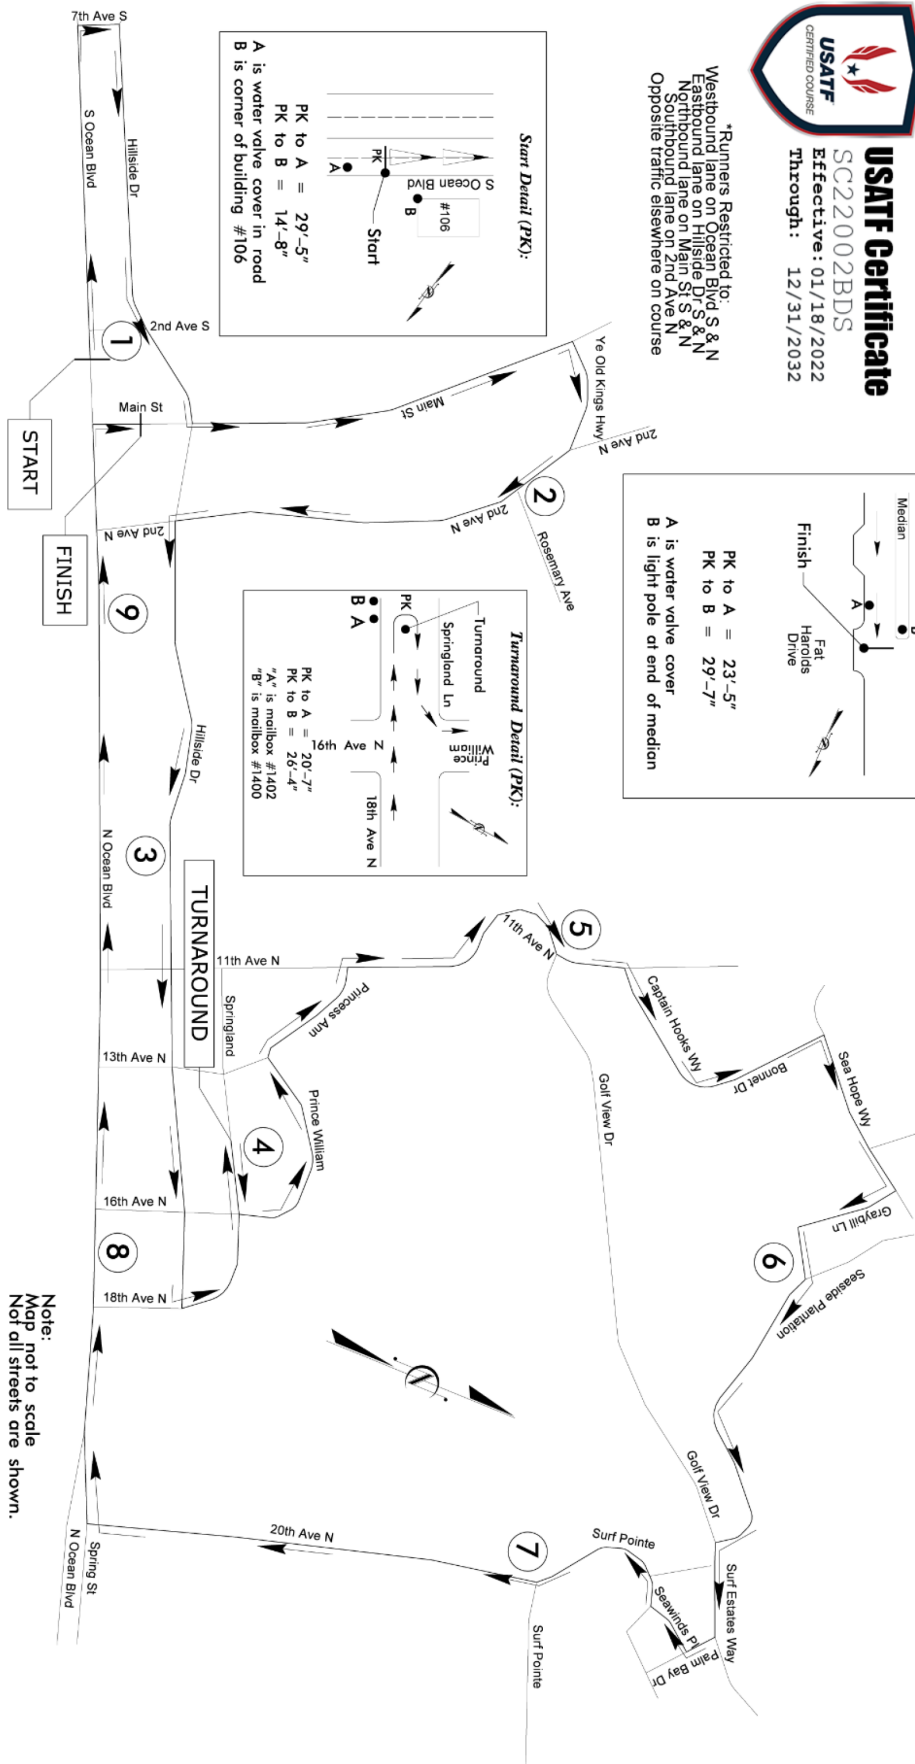 USATF
CERTIFIED COURSE
USATF Certificate
SC22002BDS
Effective: 01/18/2022
Through: 12/31/2032
*Runners Restricted to:
Westbound lane on Ocean Blvd S & N
Eastbound lane on Hillside Dr S & N
Northbound lane on Main St S & N
Southbound lane on 2nd Ave N
Opposite traffic elsewhere on course
Start Detail (PK):
S Ocean Blvd
#106
B
A
PK
Start
PK to A = 29'-5"
PK to B = 14'-8"
A is water valve cover in road
B is corner of building #106
Median
A
Finish
Fat
Harolds
Drive
PK to A = 23'-5"
PK to B = 29'-7"
A is water valve cover
B is light pole at end of median
Turnaround Detail (PK):
Turnaround
Springland Ln
Prince
William
PK
B
A
16th Ave N
18th Ave N
PK to A = 20'-7"
PK to B = 26'-4"
"A" is mailbox #1402
"B" is mailbox #1400
7th Ave S
Hillside Dr
S Ocean Blvd
2nd Ave S
1
START
Main St
FINISH
Main St
Ye Old Kings Hwy
2nd Ave N
2
2nd Ave N
Rosemary Ave
2nd Ave N
9
Hillside Dr
3
N Ocean Blvd
TURNAROUND
11th Ave N
Springland
13th Ave N
Princess Ann
Prince William
4
16th Ave N
8
18th Ave N
11th Ave N
5
Captain Hooks Wy
Bonnet Dr
Sea Hope Wy
Graybill Ln
6
Seaside Plantation
Golf View Dr
Golf View Dr
Surf Estates Way
Palm Bay Dr
Seawinds Pl
Surf Pointe
7
Surf Pointe
20th Ave N
Spring St
N Ocean Blvd
Note:
Map not to scale
Not all streets are shown.